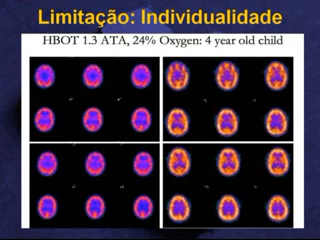 Limitação: Individualidade
HBOT 1.3 ATA, 24% Oxygen: 4 year old child